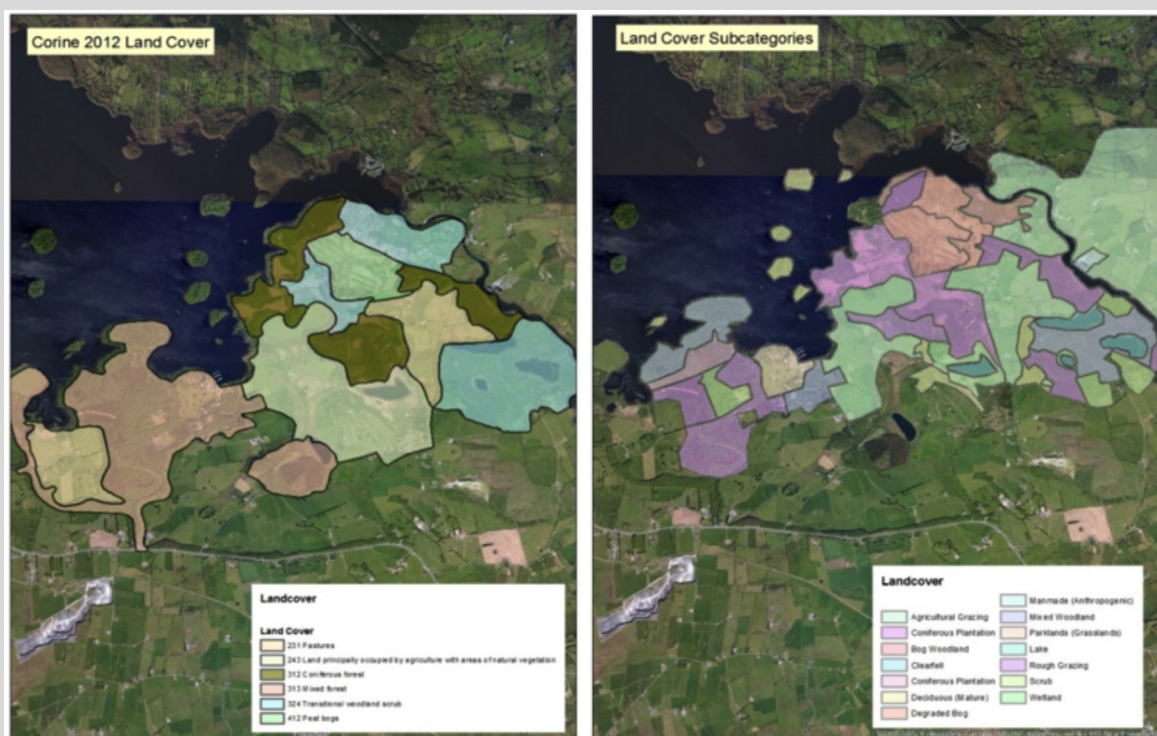 Corine 2012 Land Cover
Landcover
Land Cover
231 Pastures
243 Land principally occupied by agriculture with areas of natural vegetation
312 Coniferous forest
313 Mixed forest
324 Transitional woodland scrub
412 Peat bogs
Land Cover Subcategories
Landcover
Agricultural Grazing
Coniferous Plantation
Bog Woodland
Clearfell
Coniferous Plantation
Deciduous (Mature)
Degraded Bog
Manmade (Anthropogenic)
Mixed Woodland
Parklands (Grasslands)
Lake
Rough Grazing
Scrub
Wetland